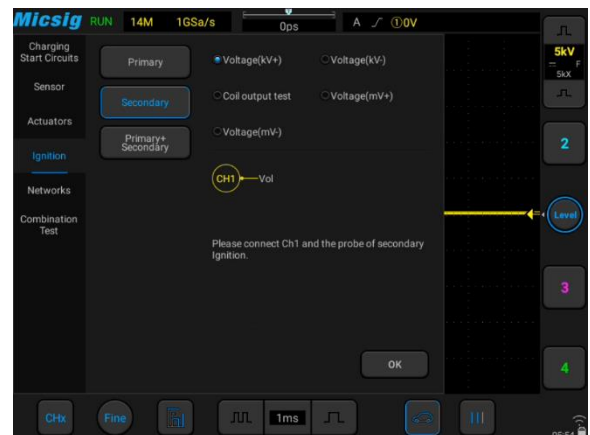 Micsig RUN 14M 1GSa/s 0ps A ①0V
Charging
Start Circuits
Sensor
Actuators
Ignition
Networks
Combination
Test
Primary
Secondary
Primary+
Secondary
Voltage(kV+) Voltage(kV-)
Coil output test Voltage(mV+)
Voltage(mV-)
CH1 Vol
Please connect Ch1 and the probe of secondary
Ignition.
OK
5kV
F
5kX
2
Level
3
4
CHx Fine 1ms